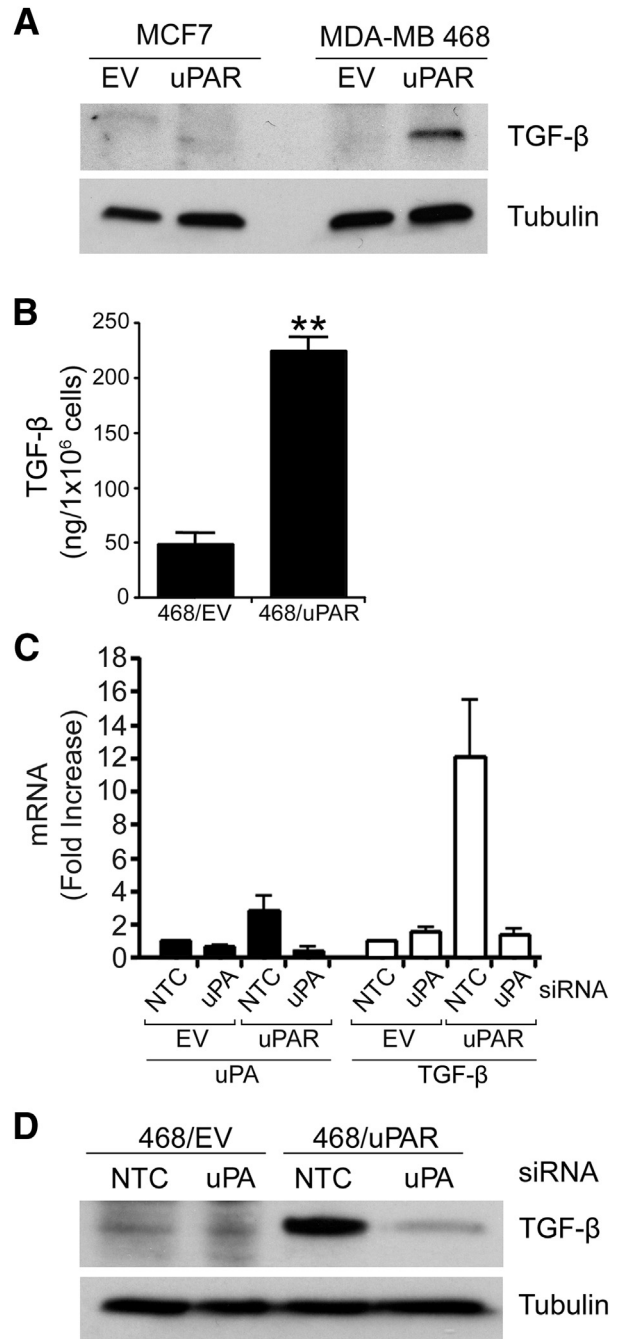 A
MCF7 MDA-MB 468
EV uPAR EV uPAR
TGF-β
Tubulin
B
250
200
150
100
50
0
TGF-β
(ng/1x10⁶ cells)
**
468/EV 468/uPAR
C
18
16
14
12
10
8
6
4
2
0
mRNA
(Fold Increase)
NTC uPA NTC uPA NTC uPA NTC uPA siRNA
EV uPAR EV uPAR
uPA TGF-β
D
468/EV 468/uPAR
NTC uPA NTC uPA siRNA
TGF-β
Tubulin